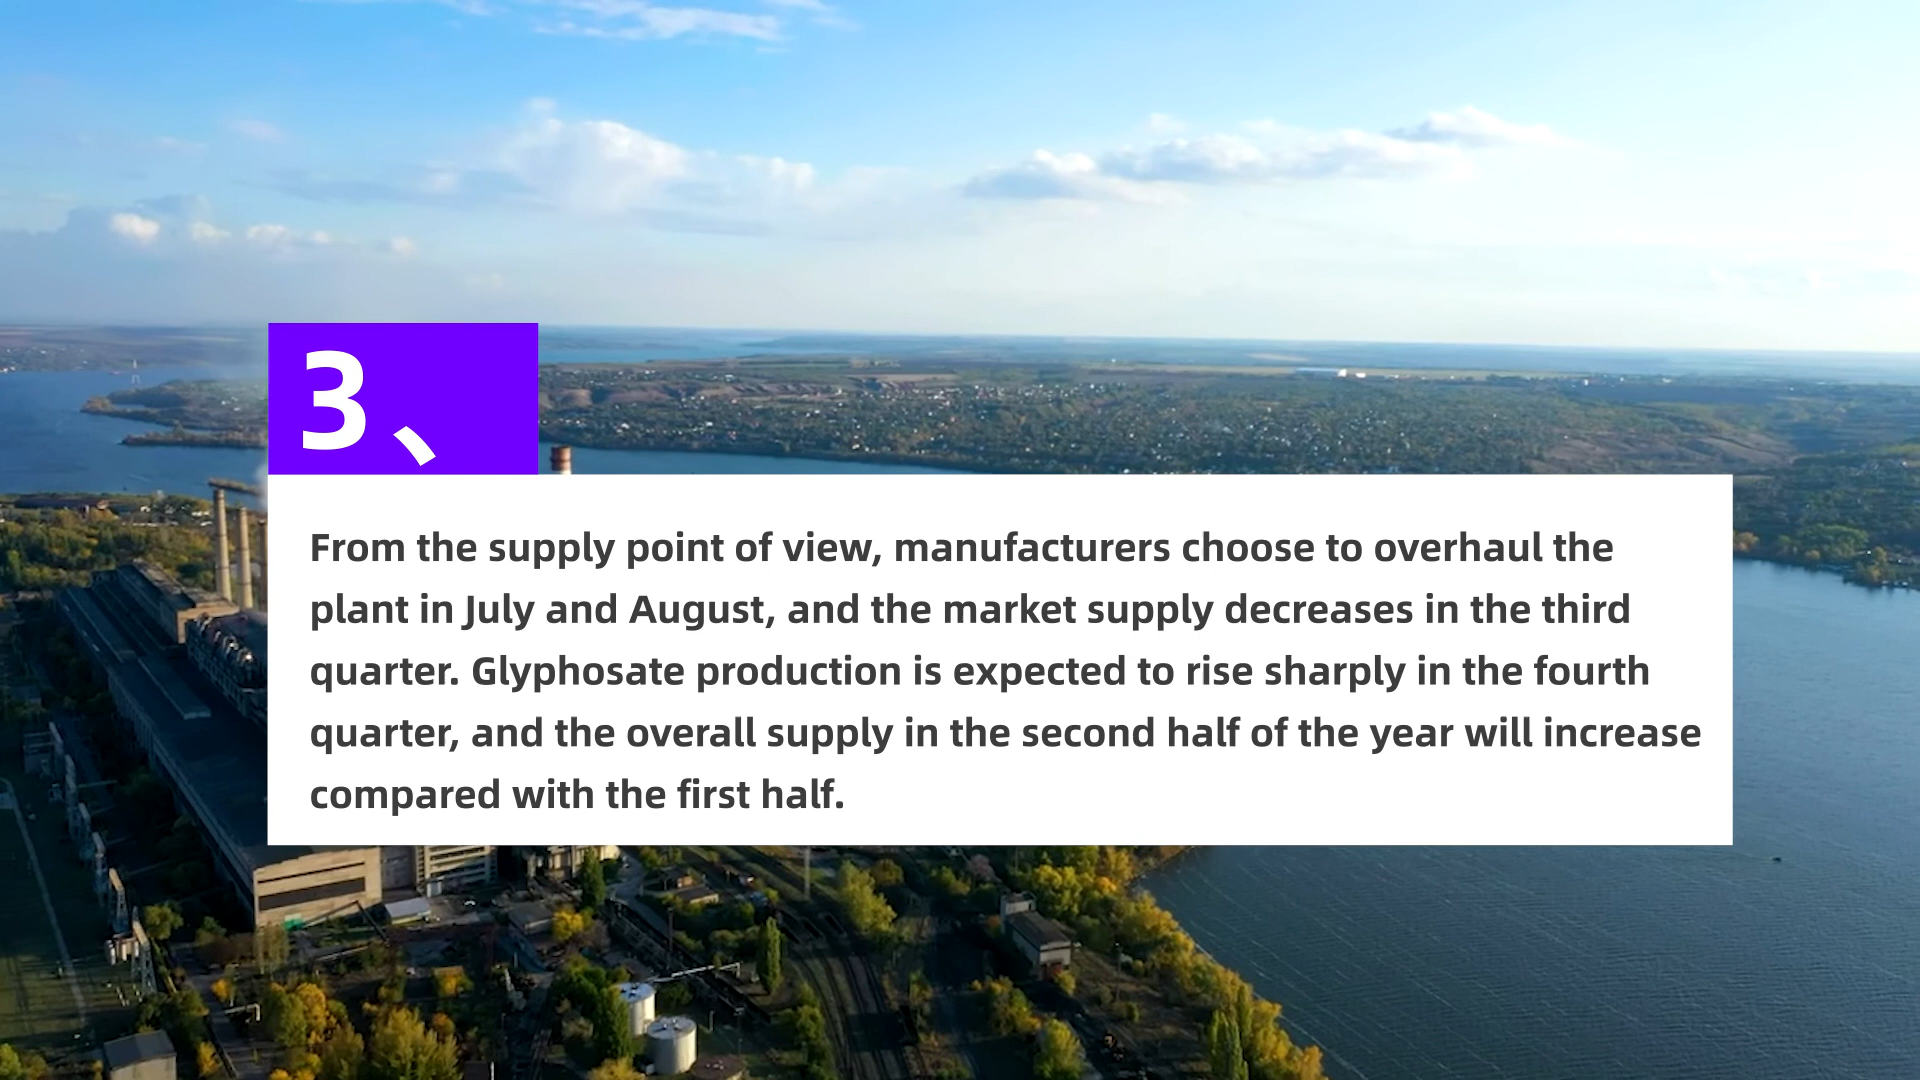 3、
From the supply point of view, manufacturers choose to overhaul the
plant in July and August, and the market supply decreases in the third
quarter. Glyphosate production is expected to rise sharply in the fourth
quarter, and the overall supply in the second half of the year will increase
compared with the first half.